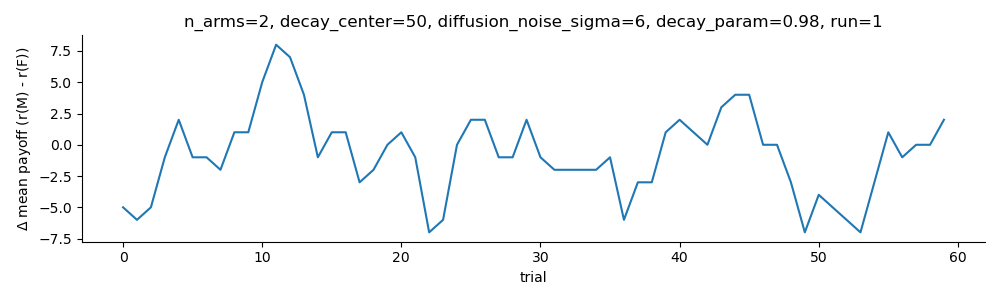 n_arms=2, decay_center=50, diffusion_noise_sigma=6, decay_param=0.98, run=1
Δ mean payoff (r(M) - r(F))
7.5
5.0
2.5
0.0
−2.5
−5.0
−7.5
0 10 20 30 40 50 60
trial